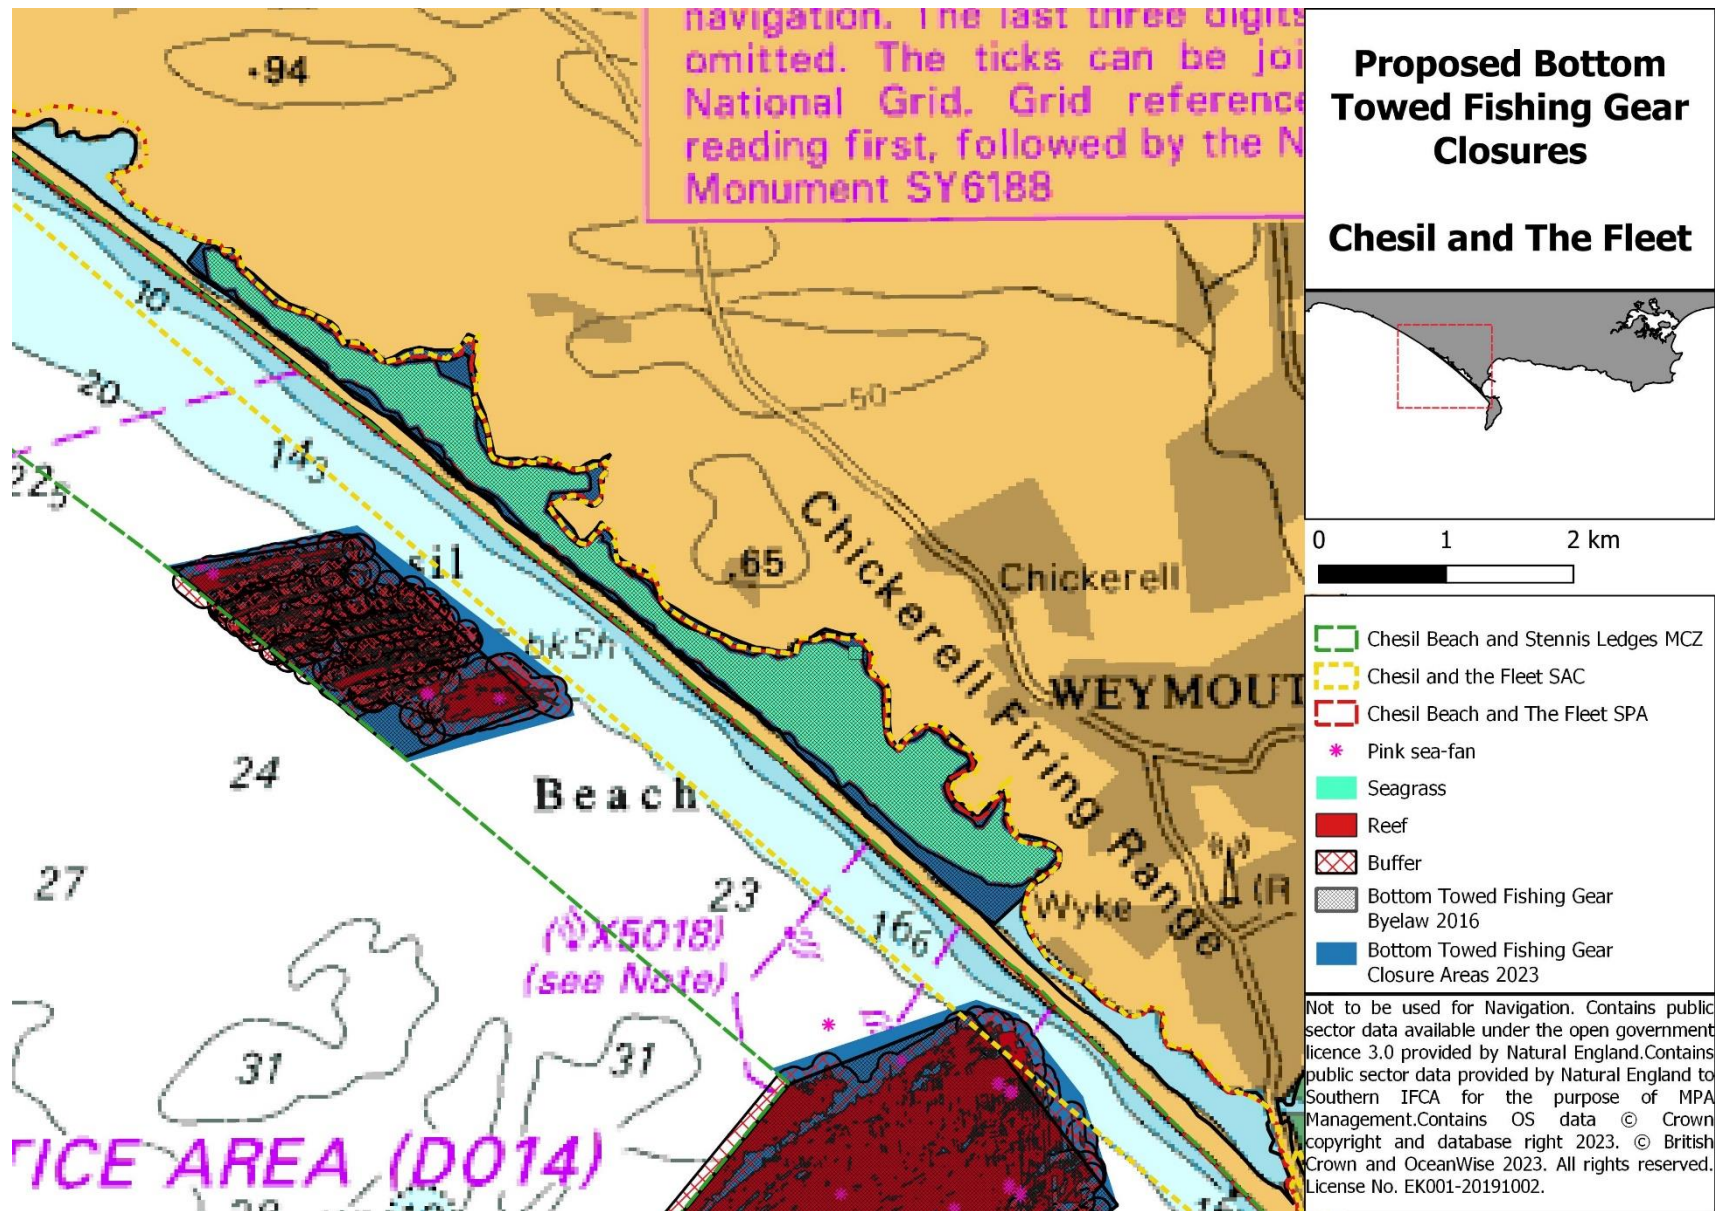 navigation. The last three digits
omitted. The ticks can be joi
National Grid. Grid reference
reading first, followed by the N
Monument SY6188
94
10
20
14₃
22₅
50
65
Chickerell
Chickerell Firing Range
WEYMOUT
sil
bkSh
Beach
24
27
23
16₆
Wyke
(R
X5018)
(see Note)
31
31
TICE AREA (D014)
Proposed Bottom
Towed Fishing Gear
Closures
Chesil and The Fleet
0 1 2 km
Chesil Beach and Stennis Ledges MCZ
Chesil and the Fleet SAC
Chesil Beach and The Fleet SPA
Pink sea-fan
Seagrass
Reef
Buffer
Bottom Towed Fishing Gear
Byelaw 2016
Bottom Towed Fishing Gear
Closure Areas 2023
Not to be used for Navigation. Contains public
sector data available under the open government
licence 3.0 provided by Natural England.Contains
public sector data provided by Natural England to
Southern IFCA for the purpose of MPA
Management.Contains OS data © Crown
copyright and database right 2023. © British
Crown and OceanWise 2023. All rights reserved.
License No. EK001-20191002.